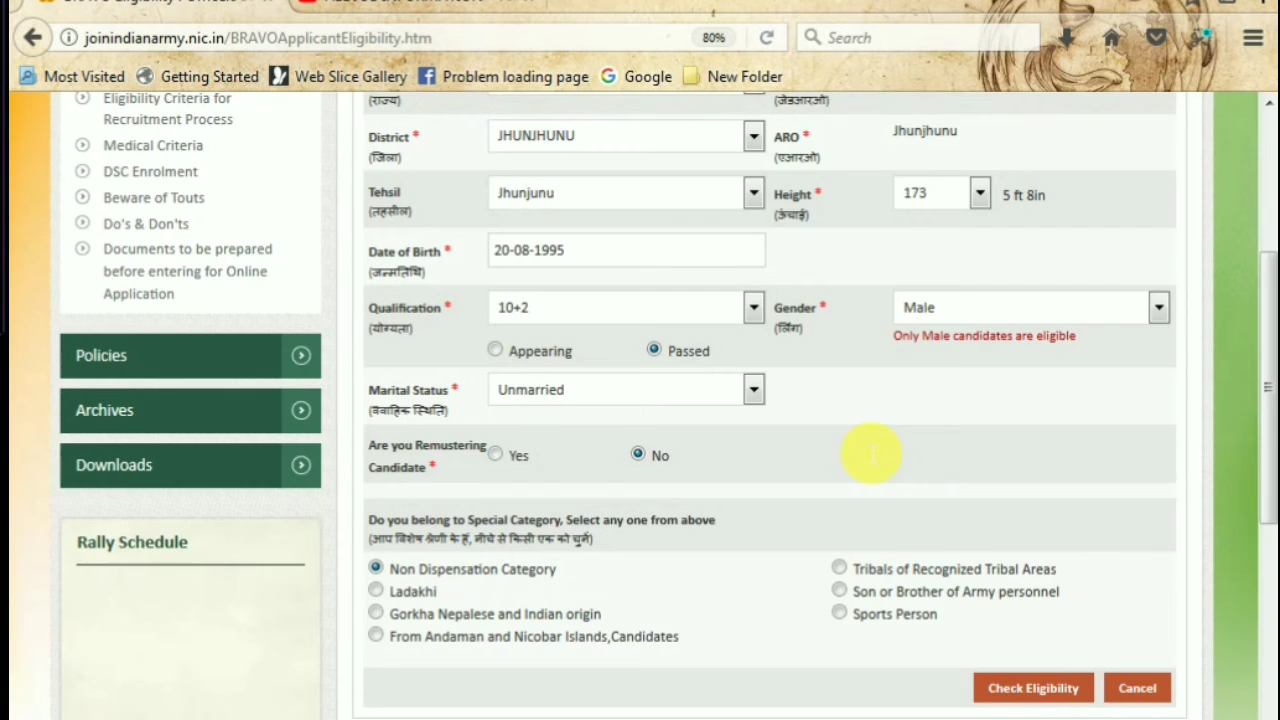 joinindianarmy.nic.in/BRAVOApplicantEligibility.htm
80%
Search
Most Visited
Getting Started
Web Slice Gallery
Problem loading page
Google
New Folder
Eligibility Criteria for
Recruitment Process
Medical Criteria
DSC Enrolment
Beware of Touts
Do's & Don'ts
Documents to be prepared
before entering for Online
Application
Policies
Archives
Downloads
Rally Schedule
(राज्य)
(जेडआरओ)
District *
(जिला)
JHUNJHUNU
ARO *
(एआरओ)
Jhunjhunu
Tehsil
(तहसील)
Jhunjunu
Height *
(ऊंचाई)
173
5 ft 8in
Date of Birth *
(जन्मतिथि)
20-08-1995
Qualification *
(योग्यता)
10+2
Gender *
(लिंग)
Male
Only Male candidates are eligible
Appearing
Passed
Marital Status *
(वैवाहिक स्थिति)
Unmarried
Are you Remustering
Candidate *
Yes
No
Do you belong to Special Category, Select any one from above
(आप विशेष श्रेणी के हैं, नीचे से किसी एक को चुनें)
Non Dispensation Category
Tribals of Recognized Tribal Areas
Ladakhi
Son or Brother of Army personnel
Gorkha Nepalese and Indian origin
Sports Person
From Andaman and Nicobar Islands,Candidates
Check Eligibility
Cancel